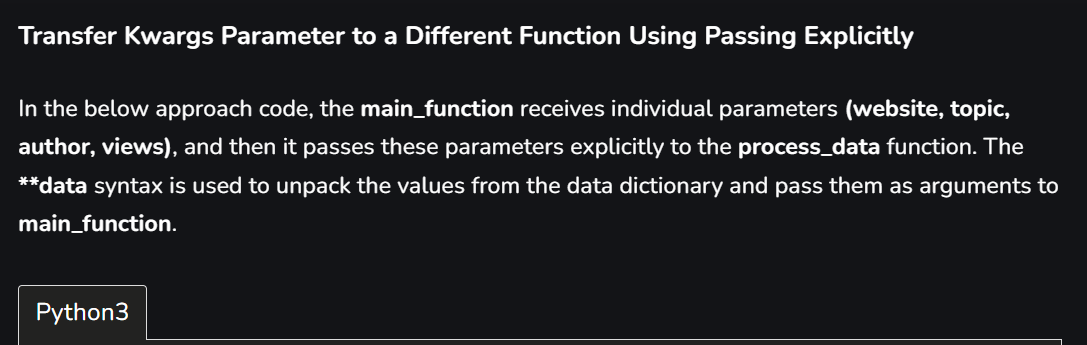 Transfer Kwargs Parameter to a Different Function Using Passing Explicitly
In the below approach code, the main_function receives individual parameters (website, topic,
author, views), and then it passes these parameters explicitly to the process_data function. The
**data syntax is used to unpack the values from the data dictionary and pass them as arguments to
main_function.
Python3